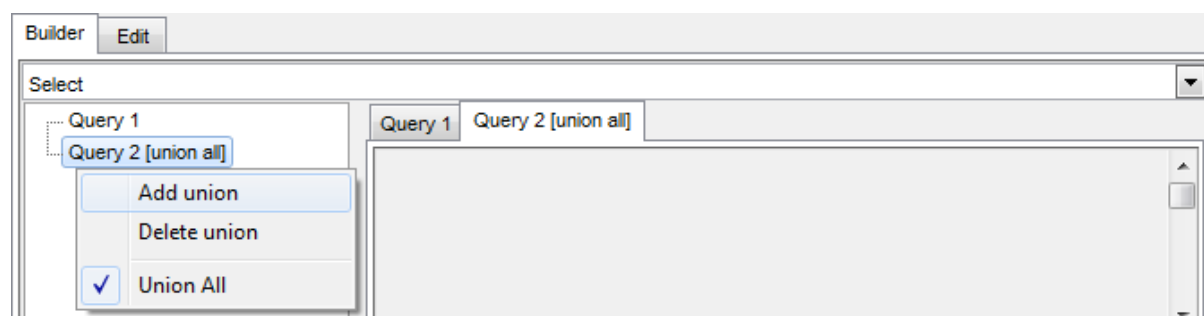 Builder
Edit
Select
Query 1
Query 2 [union all]
Add union
Delete union
Union All
Query 1
Query 2 [union all]